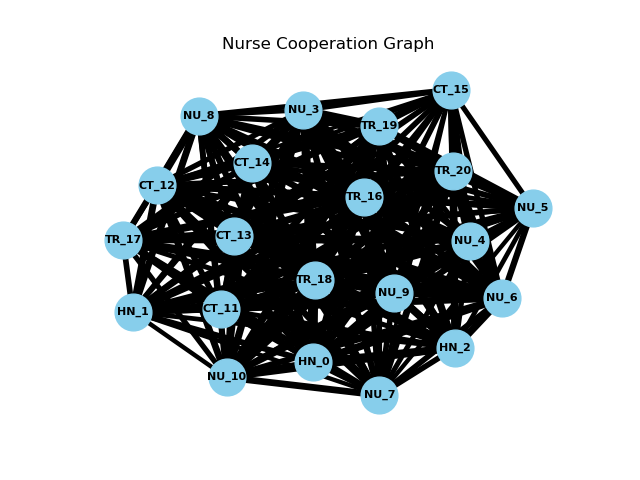 Nurse Cooperation Graph
CT_15
NU_3
NU_8
TR_19
CT_14
TR_20
CT_12
TR_16
NU_5
CT_13
TR_17
NU_4
TR_18
NU_9
NU_6
CT_11
HN_1
HN_2
HN_0
NU_10
NU_7